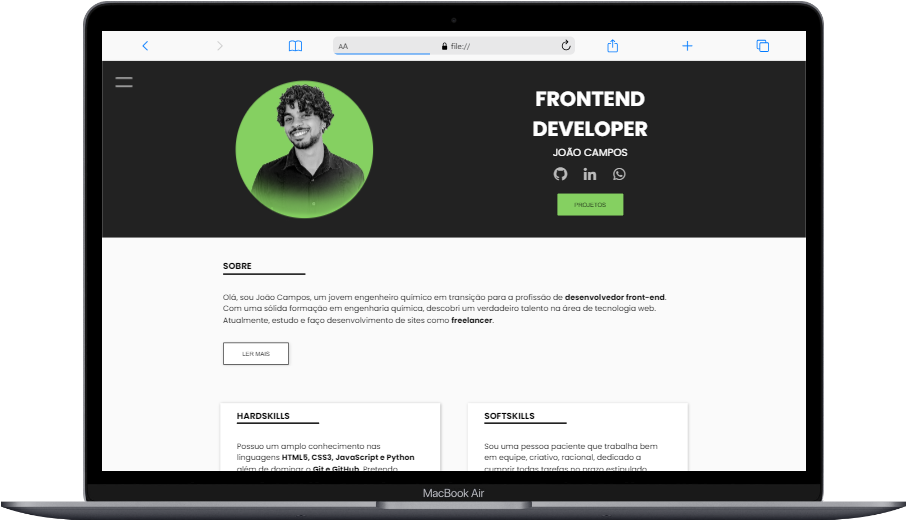 AA
file://
FRONTEND
DEVELOPER
JOÃO CAMPOS
in
PROJETOS
SOBRE
Olá, sou João Campos, um jovem engenheiro químico em transição para a profissão de desenvolvedor front-end.
Com uma sólida formação em engenharia química, descobri um verdadeiro talento na área de tecnologia web.
Atualmente, estudo e faço desenvolvimento de sites como freelancer.
LER MAIS
HARDSKILLS
Possuo um amplo conhecimento nas
linguagens HTML5, CSS3, JavaScript e Python
além de dominar o Git e GitHub. Pretendo
SOFTSKILLS
Sou uma pessoa paciente que trabalha bem
em equipe, criativo, racional, dedicado a
cumprir todas tarefas no prazo estipulado
MacBook Air